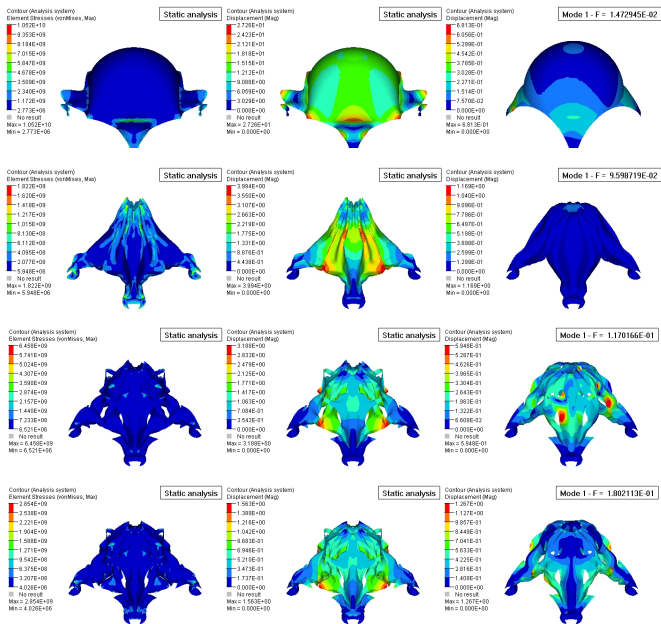 Contour (Analysis system)
Element Stresses (vonMises, Max)
1.052E+10
9.353E+09
8.184E+09
7.015E+09
5.847E+09
4.678E+09
3.509E+09
2.340E+09
1.172E+09
2.773E+06
No result
Max = 1.052E+10
Min = 2.773E+06
Static analysis
Contour (Analysis system)
Displacement (Mag)
2.726E+01
2.423E+01
2.121E+01
1.818E+01
1.515E+01
1.212E+01
9.088E+00
6.059E+00
3.029E+00
0.000E+00
No result
Max = 2.726E+01
Min = 0.000E+00
Static analysis
Contour (Analysis system)
Displacement (Mag)
6.813E-01
6.056E-01
5.299E-01
4.542E-01
3.785E-01
3.028E-01
2.271E-01
1.514E-01
7.570E-02
0.000E+00
No result
Max = 6.813E-01
Min = 0.000E+00
Mode 1 - F = 1.472945E-02
Contour (Analysis system)
Element Stresses (vonMises, Max)
1.822E+09
1.620E+09
1.418E+09
1.217E+09
1.015E+09
8.130E+08
6.112E+08
4.095E+08
2.077E+08
5.948E+06
No result
Max = 1.822E+09
Min = 5.948E+06
Static analysis
Contour (Analysis system)
Displacement (Mag)
3.994E+00
3.550E+00
3.107E+00
2.663E+00
2.219E+00
1.775E+00
1.331E+00
8.876E-01
4.438E-01
0.000E+00
No result
Max = 3.994E+00
Min = 0.000E+00
Static analysis
Contour (Analysis system)
Displacement (Mag)
1.169E+00
1.040E+00
9.096E-01
7.796E-01
6.497E-01
5.198E-01
3.898E-01
2.599E-01
1.299E-01
0.000E+00
No result
Max = 1.169E+00
Min = 0.000E+00
Mode 1 - F = 9.598719E-02
Contour (Analysis system)
Element Stresses (vonMises, Max)
6.458E+09
5.741E+09
5.024E+09
4.307E+09
3.590E+09
2.874E+09
2.157E+09
1.440E+09
7.233E+08
6.521E+06
No result
Max = 6.458E+09
Min = 6.521E+06
Static analysis
Contour (Analysis system)
Displacement (Mag)
3.188E+00
2.833E+00
2.479E+00
2.125E+00
1.771E+00
1.417E+00
1.063E+00
7.084E-01
3.542E-01
0.000E+00
No result
Max = 3.188E+00
Min = 0.000E+00
Static analysis
Contour (Analysis system)
Displacement (Mag)
5.948E-01
5.287E-01
4.626E-01
3.965E-01
3.304E-01
2.643E-01
1.983E-01
1.322E-01
6.608E-02
0.000E+00
No result
Max = 5.948E-01
Min = 0.000E+00
Mode 1 - F = 1.170166E-01
Contour (Analysis system)
Element Stresses (vonMises, Max)
2.854E+09
2.538E+09
2.221E+09
1.904E+09
1.588E+09
1.271E+09
9.542E+08
6.375E+08
3.207E+08
4.026E+06
No result
Max = 2.854E+09
Min = 4.026E+06
Static analysis
Contour (Analysis system)
Displacement (Mag)
1.563E+00
1.389E+00
1.216E+00
1.042E+00
8.683E-01
6.946E-01
5.210E-01
3.473E-01
1.737E-01
0.000E+00
No result
Max = 1.563E+00
Min = 0.000E+00
Static analysis
Contour (Analysis system)
Displacement (Mag)
1.267E+00
1.127E+00
9.857E-01
8.449E-01
7.041E-01
5.633E-01
4.225E-01
2.816E-01
1.408E-01
0.000E+00
No result
Max = 1.267E+00
Min = 0.000E+00
Mode 1 - F = 1.802113E-01